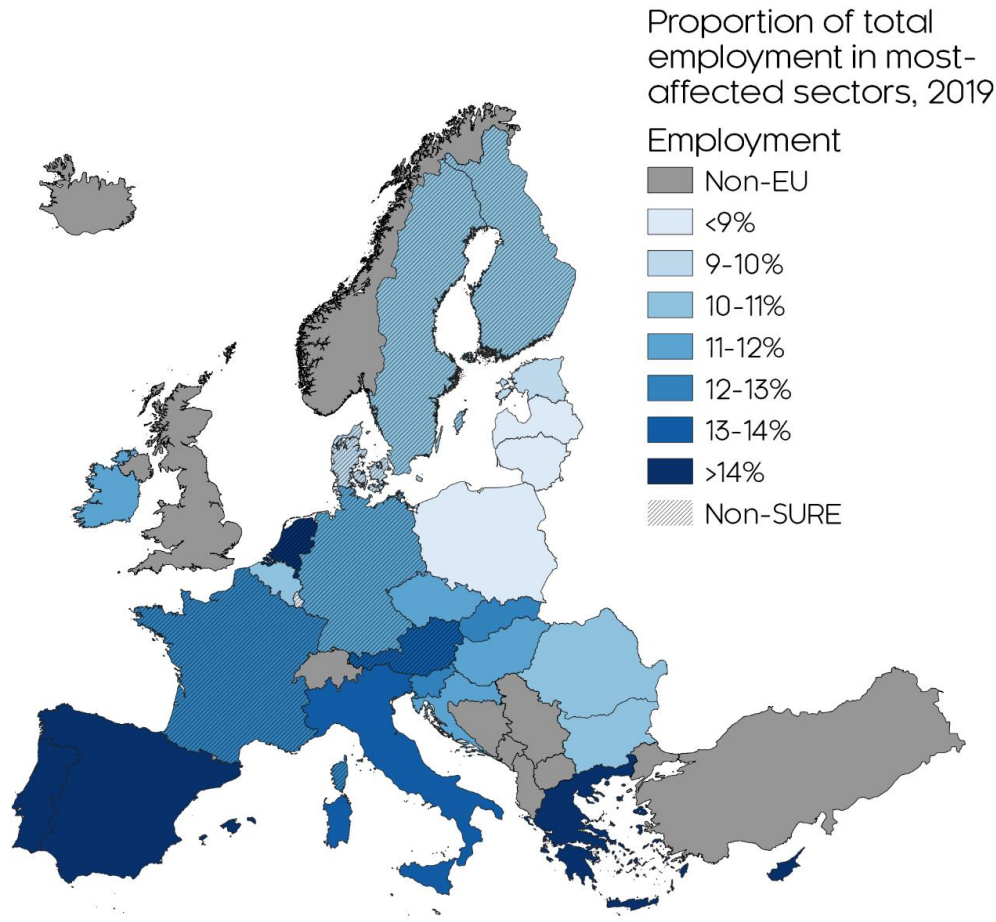 Proportion of total
employment in most-
affected sectors, 2019
Employment
Non-EU
<9%
9-10%
10-11%
11-12%
12-13%
13-14%
>14%
Non-SURE